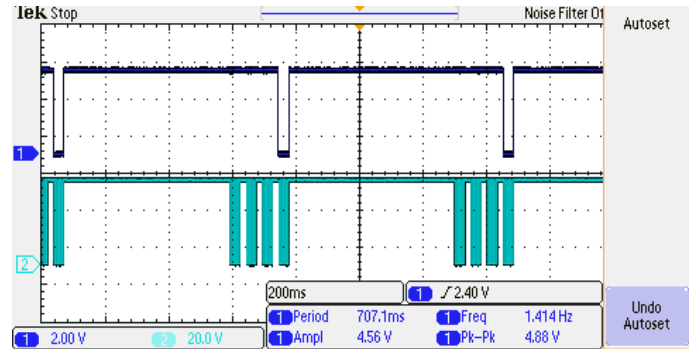 Tek Stop
Noise Filter Of
Autoset
1
2
200ms
1 2.40 V
1 Period 707.1ms 1 Freq 1.414 Hz
1 Ampl 4.56 V 1 Pk-Pk 4.88 V
1 2.00 V 2 20.0 V
Undo
Autoset